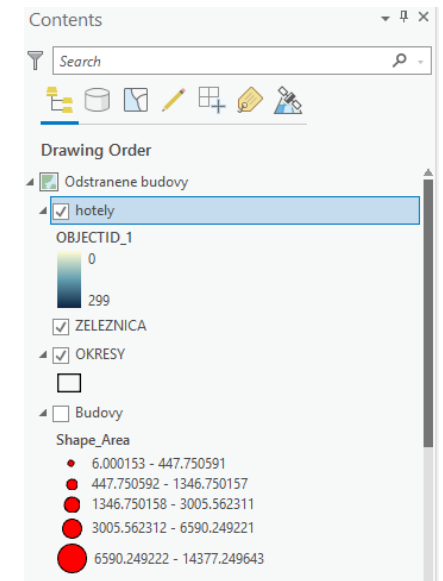 Contents
Search
Drawing Order
Odstranene budovy
hotely
OBJECTID_1
0
299
ZELEZNICA
OKRESY
Budovy
Shape_Area
6.000153 - 447.750591
447.750592 - 1346.750157
1346.750158 - 3005.562311
3005.562312 - 6590.249221
6590.249222 - 14377.249643